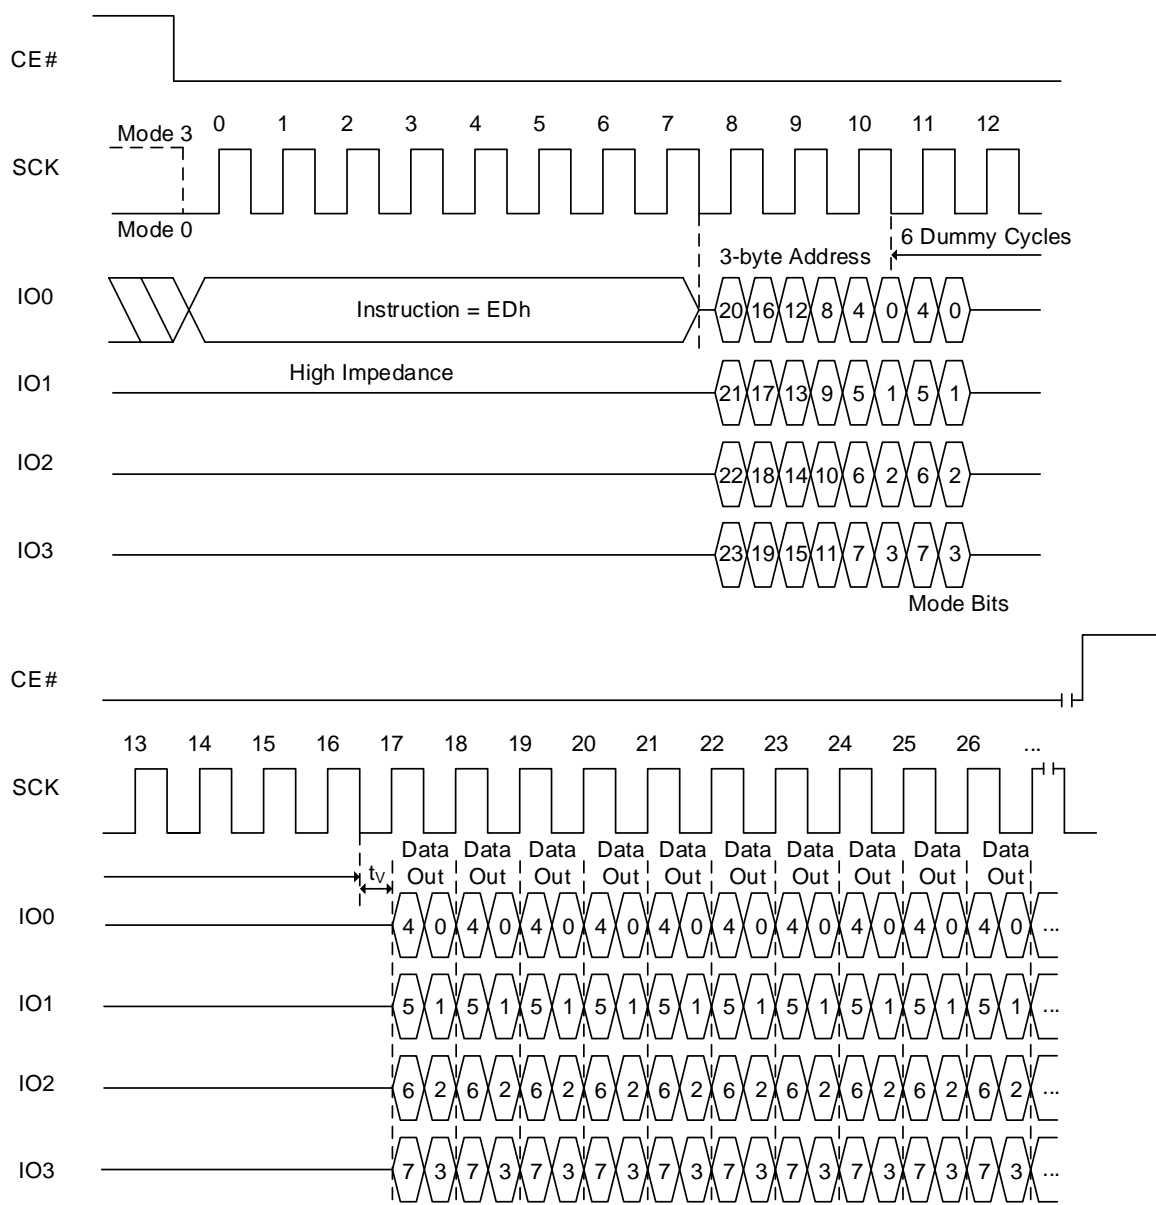 CE#
Mode 3
0 1 2 3 4 5 6 7 8 9 10 11 12
SCK
Mode 0
6 Dummy Cycles
3-byte Address
IO0
Instruction = EDh
20 16 12 8 4 0 4 0
High Impedance
IO1
21 17 13 9 5 1 5 1
IO2
22 18 14 10 6 2 6 2
IO3
23 19 15 11 7 3 7 3
Mode Bits
CE#
13 14 15 16 17 18 19 20 21 22 23 24 25 26 ...
SCK
Data Data Data Data Data Data Data Data Data Data
tV Out Out Out Out Out Out Out Out Out Out
IO0
4 0 4 0 4 0 4 0 4 0 4 0 4 0 4 0 4 0 4 0 ...
IO1
5 1 5 1 5 1 5 1 5 1 5 1 5 1 5 1 5 1 5 1 ...
IO2
6 2 6 2 6 2 6 2 6 2 6 2 6 2 6 2 6 2 6 2 ...
IO3
7 3 7 3 7 3 7 3 7 3 7 3 7 3 7 3 7 3 7 3 ...